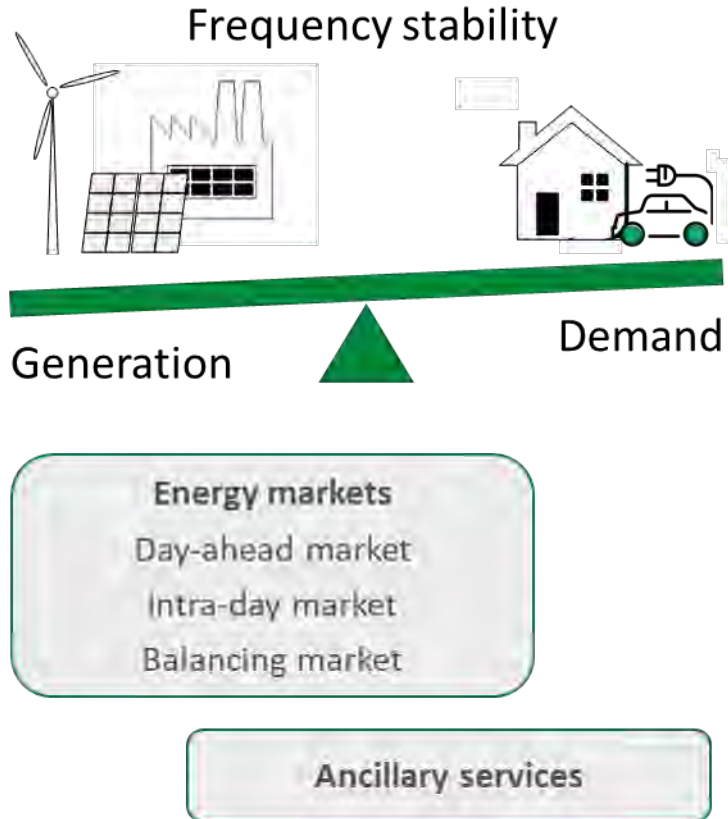 Frequency stability
Generation
Demand
Energy markets
Day-ahead market
Intra-day market
Balancing market
Ancillary services